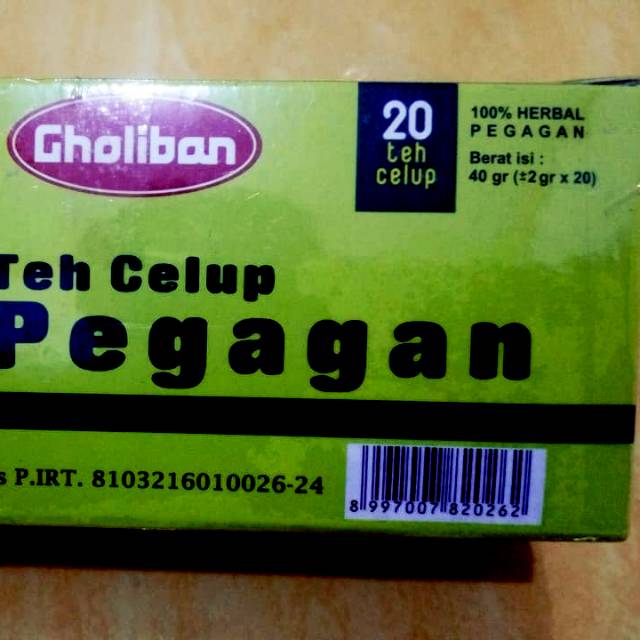 Gholiban
20
teh
celup
100% HERBAL
PEGAGAN
Berat isi :
40 gr (±2 gr x 20)
Teh Celup
Pegagan
s P.IRT. 8103216010026-24
8 997007 820262